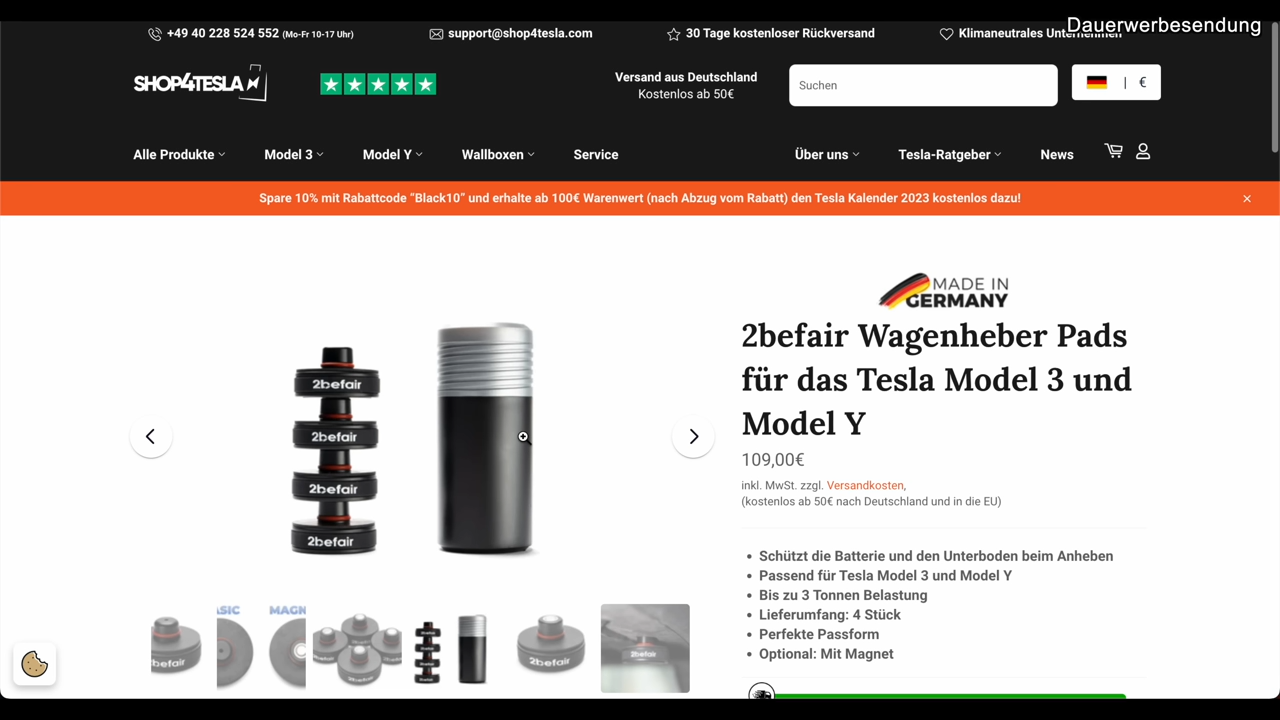 Dauerwerbesendung
+49 40 228 524 552 (Mo-Fr 10-17 Uhr)
support@shop4tesla.com
30 Tage kostenloser Rückversand
Klimaneutrales Unternehmen
SHOP4TESLA
Versand aus Deutschland
Kostenlos ab 50€
Suchen
| €
Alle Produkte
Model 3
Model Y
Wallboxen
Service
Über uns
Tesla-Ratgeber
News
Spare 10% mit Rabattcode “Black10” und erhalte ab 100€ Warenwert (nach Abzug vom Rabatt) den Tesla Kalender 2023 kostenlos dazu!
×
MADE IN
GERMANY
2befair Wagenheber Pads
für das Tesla Model 3 und
Model Y
109,00€
inkl. MwSt. zzgl. Versandkosten,
(kostenlos ab 50€ nach Deutschland und in die EU)
• Schützt die Batterie und den Unterboden beim Anheben
• Passend für Tesla Model 3 und Model Y
• Bis zu 3 Tonnen Belastung
• Lieferumfang: 4 Stück
• Perfekte Passform
• Optional: Mit Magnet
2befair
2befair
2befair
2befair